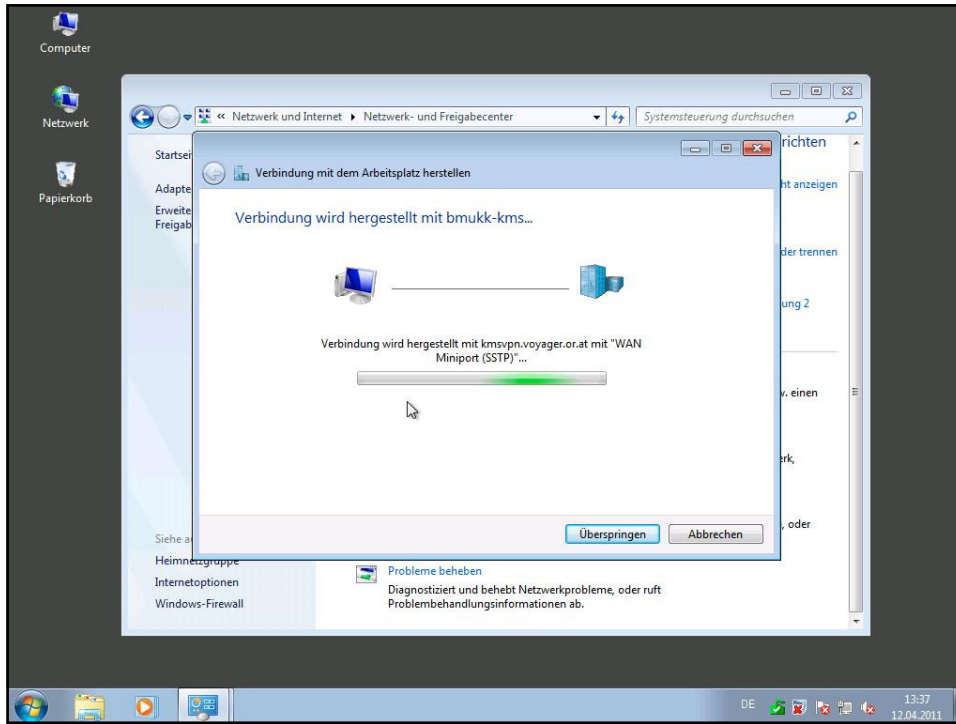 Computer
Netzwerk
Papierkorb
« Netzwerk und Internet ▸ Netzwerk- und Freigabecenter
Systemsteuerung durchsuchen
Verbindung mit dem Arbeitsplatz herstellen
Verbindung wird hergestellt mit bmukk-kms...
Verbindung wird hergestellt mit kmsvpn.voyager.or.at mit "WAN
Miniport (SSTP)"...
Überspringen
Abbrechen
Startsei
Adapte
Erweite
Freigab
richten
ht anzeigen
der trennen
ung 2
. einen
erk,
, oder
Siehe au
Heimnetzgruppe
Internetoptionen
Windows-Firewall
Probleme beheben
Diagnostiziert und behebt Netzwerkprobleme, oder ruft
Problembehandlungsinformationen ab.
DE
13:37
12.04.2011